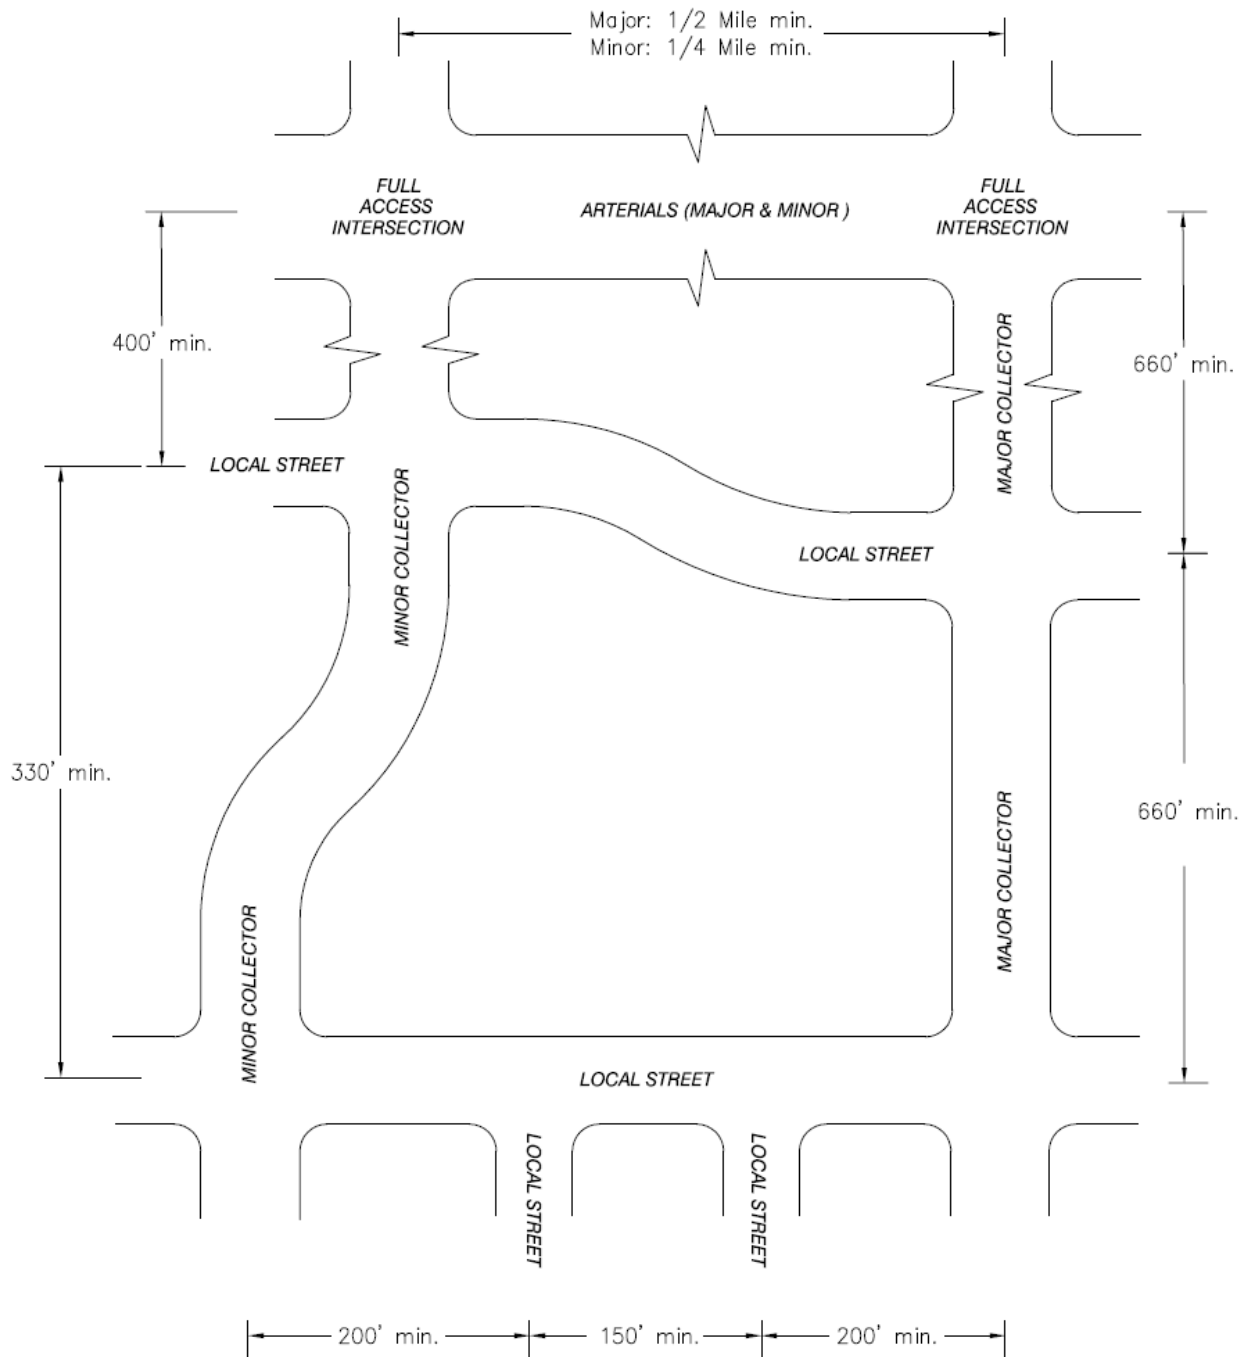 Major: 1/2 Mile min.
Minor: 1/4 Mile min.
FULL
ACCESS
INTERSECTION
ARTERIALS (MAJOR & MINOR )
FULL
ACCESS
INTERSECTION
400' min.
MAJOR COLLECTOR
660' min.
LOCAL STREET
MINOR COLLECTOR
LOCAL STREET
330' min.
660' min.
MAJOR COLLECTOR
MINOR COLLECTOR
LOCAL STREET
LOCAL STREET
LOCAL STREET
200' min.
150' min.
200' min.